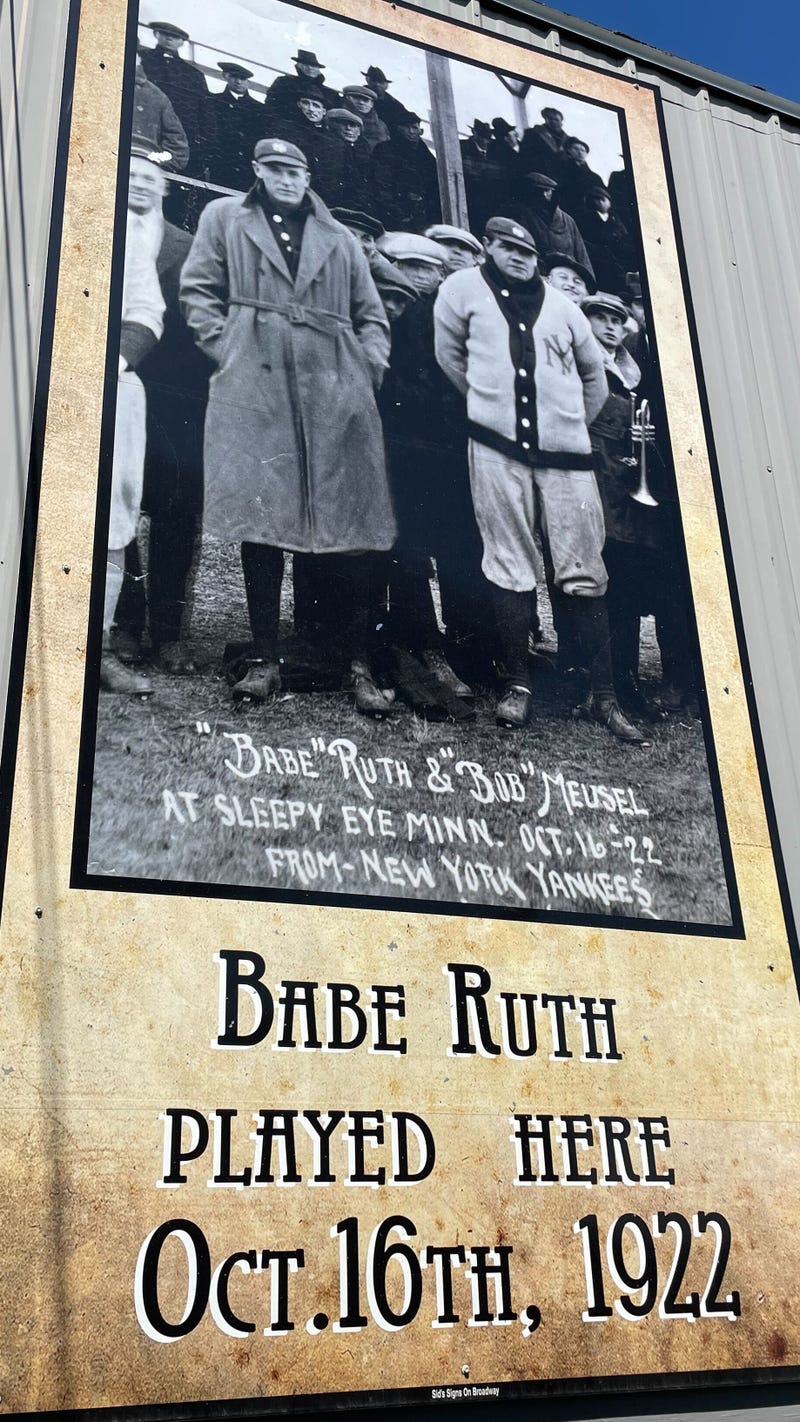 NY
"BABE" RUTH & "BOB" MEUSEL
AT SLEEPY EYE MINN. OCT. 16-22
FROM-NEW YORK YANKEES
BABE RUTH
PLAYED HERE
OCT.16TH, 1922
Sid's Signs On Broadway